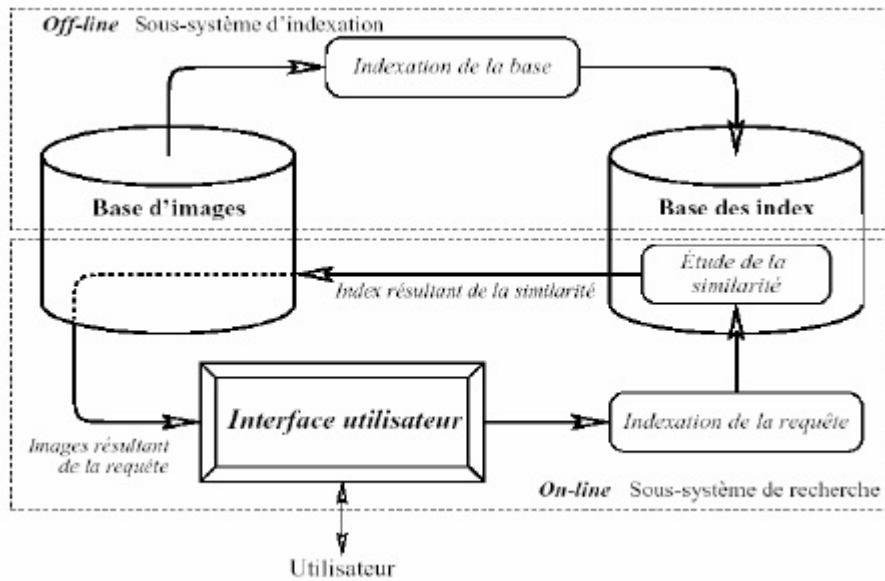 Off-line Sous-système d'indexation
Indexation de la base
Base d'images
Base des index
Étude de la
similarité
Index résultant de la similarité
Interface utilisateur
Indexation de la requête
Images résultant
de la requête
On-line Sous-système de recherche
Utilisateur